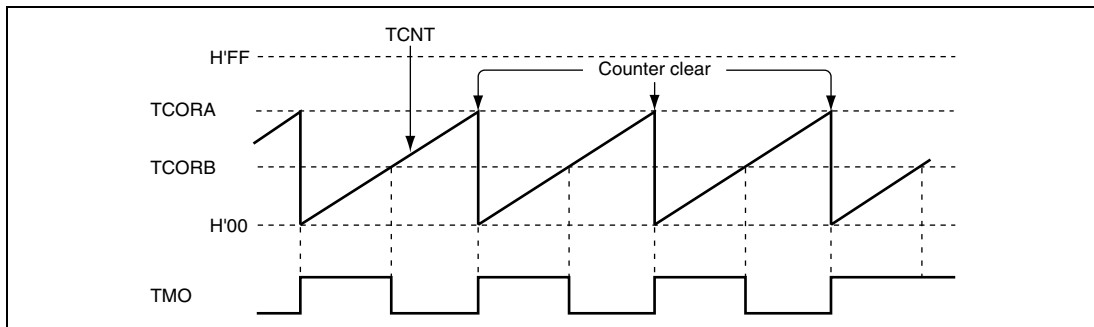 TCNT
H'FF
Counter clear
TCORA
TCORB
H'00
TMO